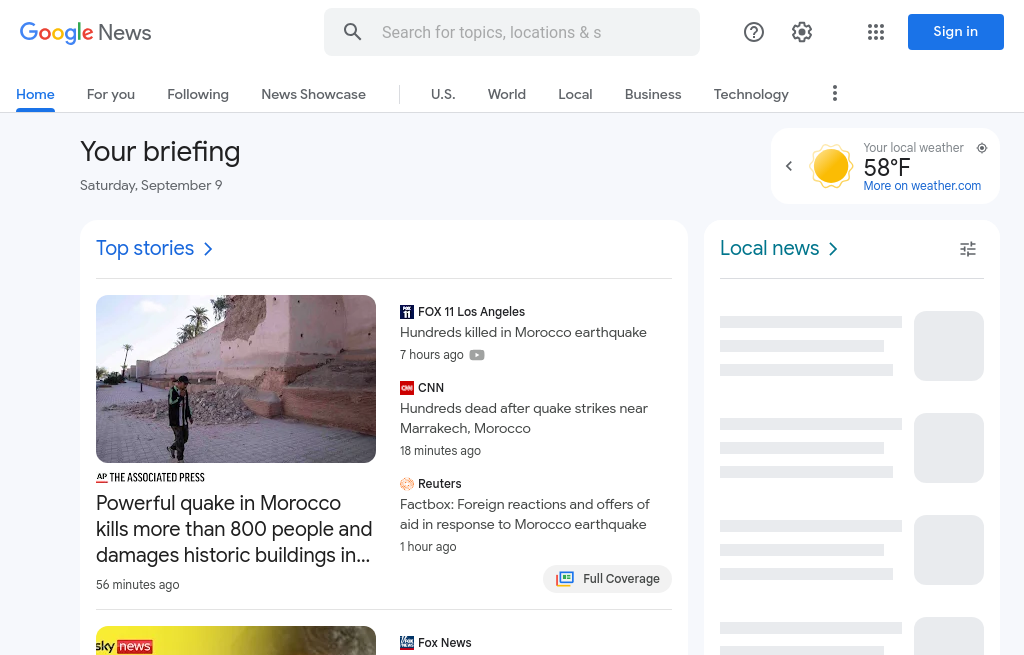 Google News
Search for topics, locations & s
Sign in
Home
For you
Following
News Showcase
U.S.
World
Local
Business
Technology
Your briefing
Saturday, September 9
Your local weather
58°F
More on weather.com
Top stories
Local news
AP THE ASSOCIATED PRESS
Powerful quake in Morocco
kills more than 800 people and
damages historic buildings in...
56 minutes ago
FOX 11 Los Angeles
Hundreds killed in Morocco earthquake
7 hours ago
CNN
Hundreds dead after quake strikes near
Marrakech, Morocco
18 minutes ago
Reuters
Factbox: Foreign reactions and offers of
aid in response to Morocco earthquake
1 hour ago
Full Coverage
sky news
Fox News